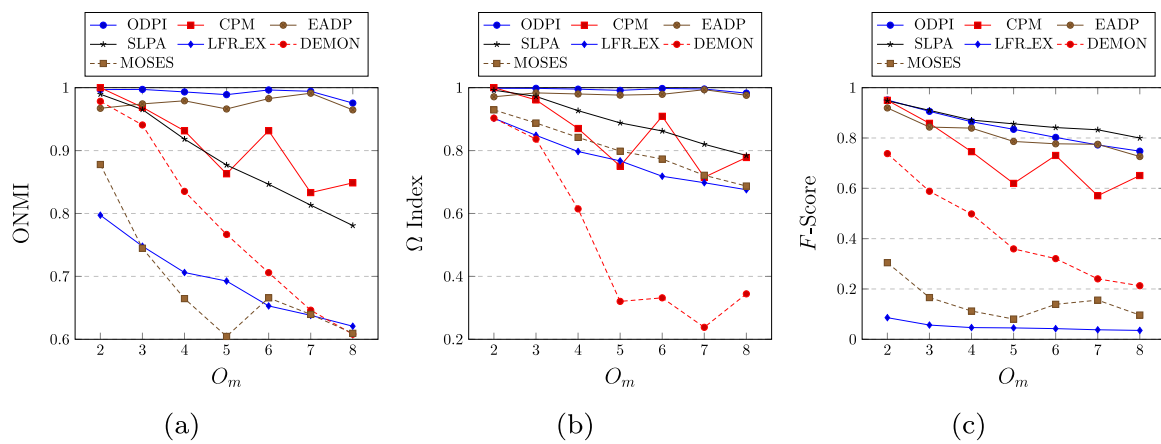 ODPI CPM EADP
SLPA LFR_EX DEMON
MOSES
1
0.9
0.8
0.7
0.6
ONMI
2 3 4 5 6 7 8
O_m
(a)
ODPI CPM EADP
SLPA LFR_EX DEMON
MOSES
1
0.8
0.6
0.4
0.2
Ω Index
2 3 4 5 6 7 8
O_m
(b)
ODPI CPM EADP
SLPA LFR_EX DEMON
MOSES
1
0.8
0.6
0.4
0.2
0
F-Score
2 3 4 5 6 7 8
O_m
(c)